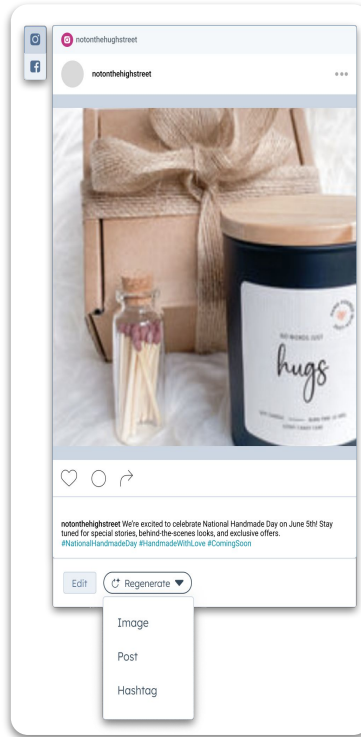 notonthehughstreet
notonthehighstreet
NO WORDS JUST
hugs
notonthehighstreet We're excited to celebrate National Handmade Day on June 5th! Stay
tuned for special stories, behind-the-scenes looks, and exclusive offers.
#NationalHandmadeDay #HandmadeWithLove #ComingSoon
Edit
Regenerate
Image
Post
Hashtag